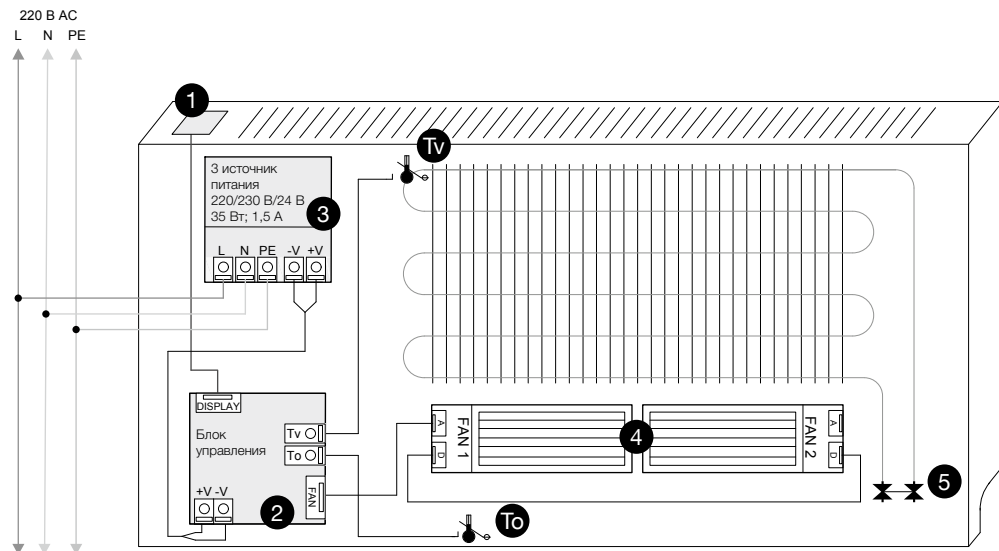 220 В AC
L N PE
1
Tv
3 источник
питания
220/230 В/24 В
35 Вт; 1,5 А
3
L N PE -V +V
DISPLAY
Блок
управления
Tv
To
FAN
+V -V
2
A
D
FAN 1
4
FAN 2
A
D
5
To